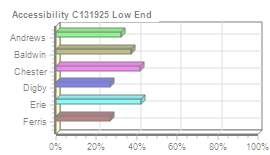 Accessibility C131925 Low End
Andrews
Baldwin
Chester
Digby
Erie
Ferris
0% 20% 40% 60% 80% 100%